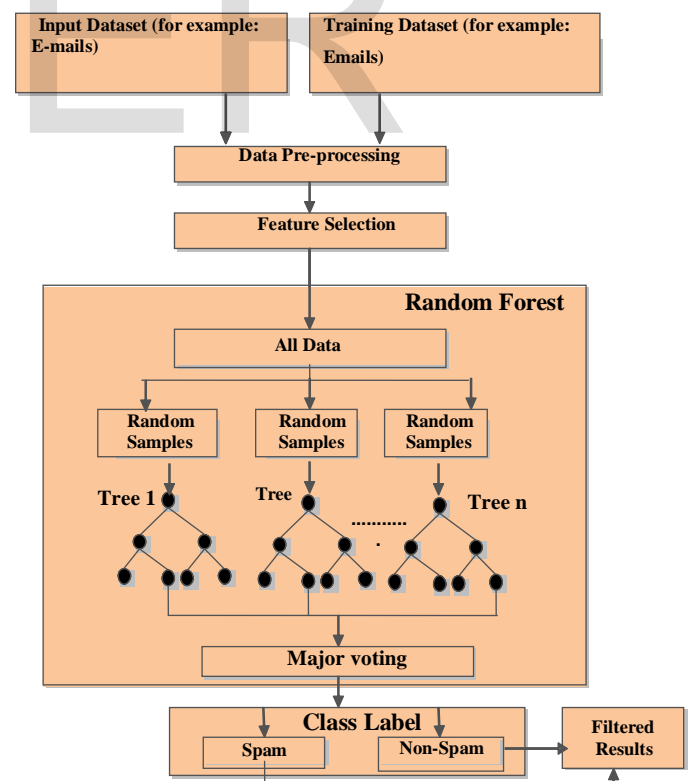 Input Dataset (for example:
E-mails)
Training Dataset (for example:
Emails)
Data Pre-processing
Feature Selection
Random Forest
All Data
Random
Samples
Random
Samples
Random
Samples
Tree 1
Tree
...........
.
Tree n
Major voting
Class Label
Spam
Non-Spam
Filtered
Results
ER